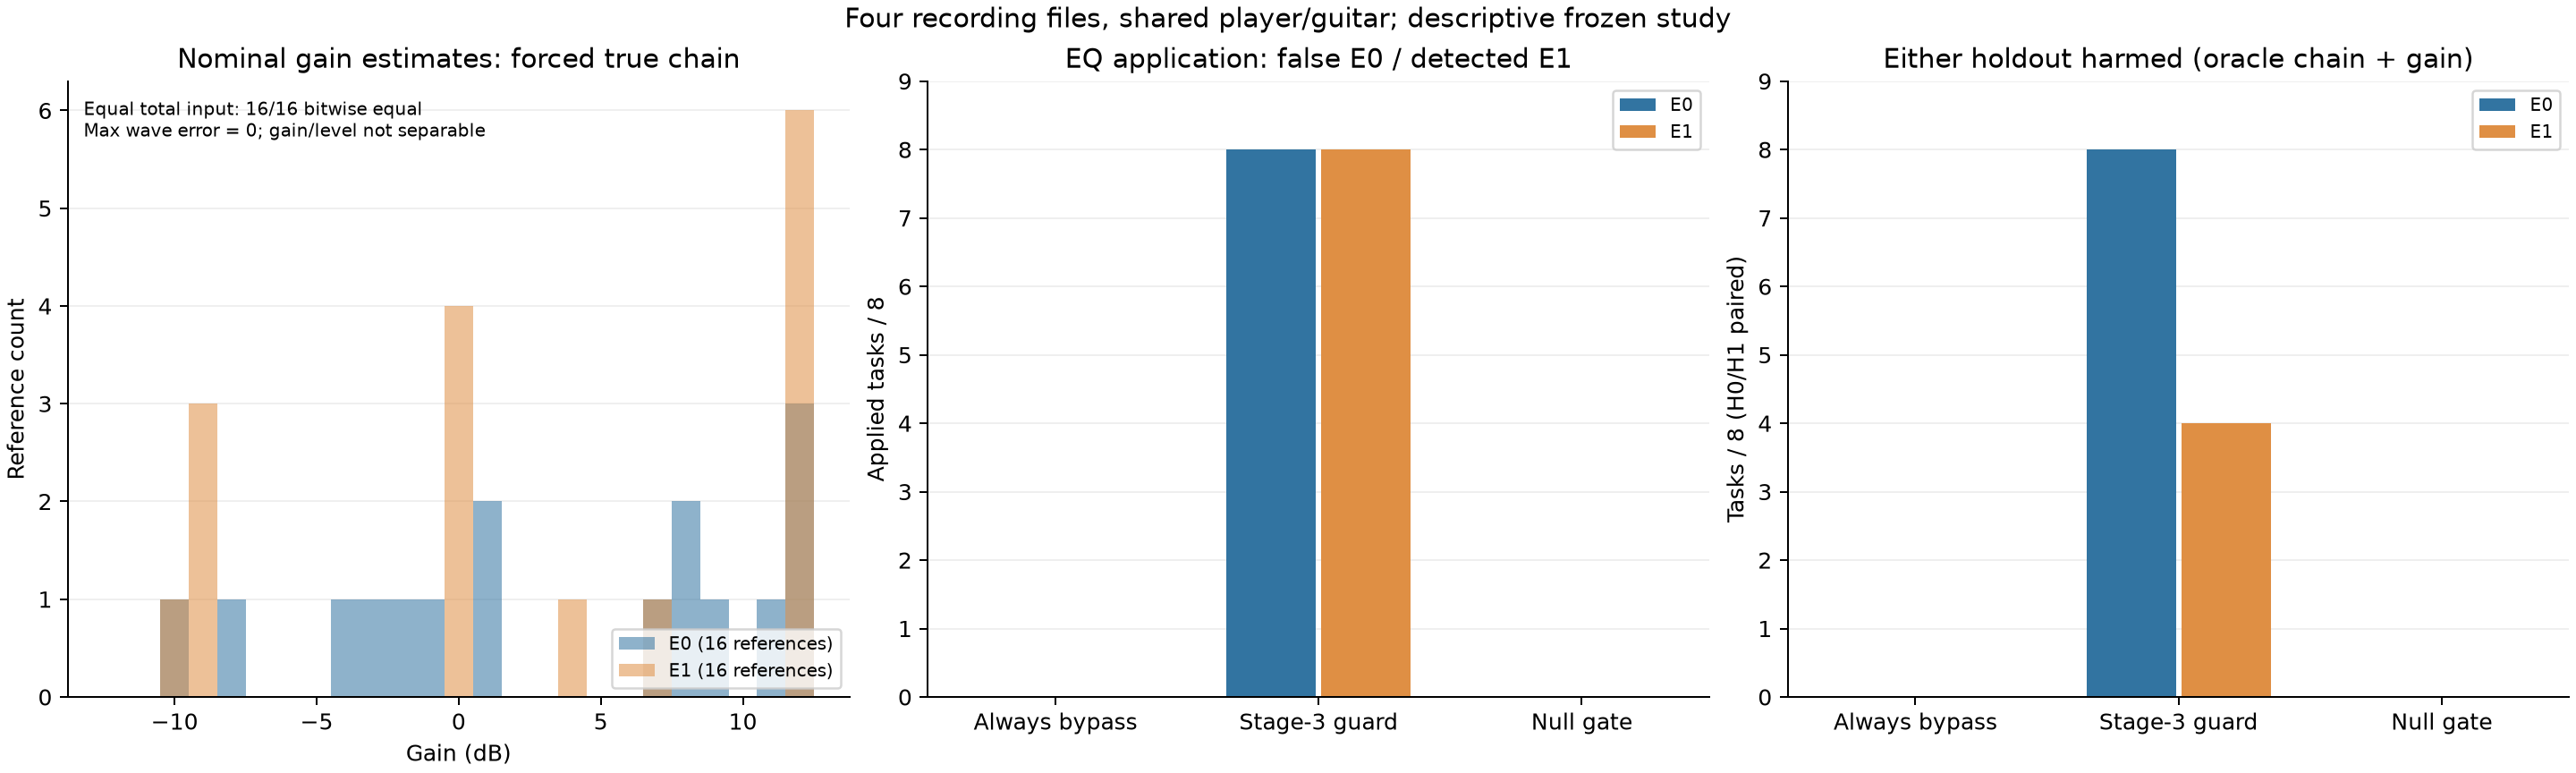 Four recording files, shared player/guitar; descriptive frozen study
Nominal gain estimates: forced true chain
Equal total input: 16/16 bitwise equal
Max wave error = 0; gain/level not separable
Reference count
6
5
4
3
2
1
0
−10
−5
0
5
10
Gain (dB)
E0 (16 references)
E1 (16 references)
EQ application: false E0 / detected E1
Applied tasks / 8
9
8
7
6
5
4
3
2
1
0
E0
E1
Always bypass
Stage-3 guard
Null gate
Either holdout harmed (oracle chain + gain)
Tasks / 8 (H0/H1 paired)
9
8
7
6
5
4
3
2
1
0
E0
E1
Always bypass
Stage-3 guard
Null gate